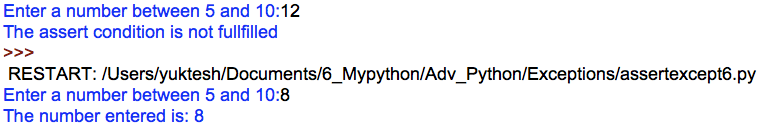 Enter a number between 5 and 10:12
The assert condition is not fullfilled
>>>
RESTART: /Users/yuktesh/Documents/6_Mypython/Adv_Python/Exceptions/assertexcept6.py
Enter a number between 5 and 10:8
The number entered is: 8